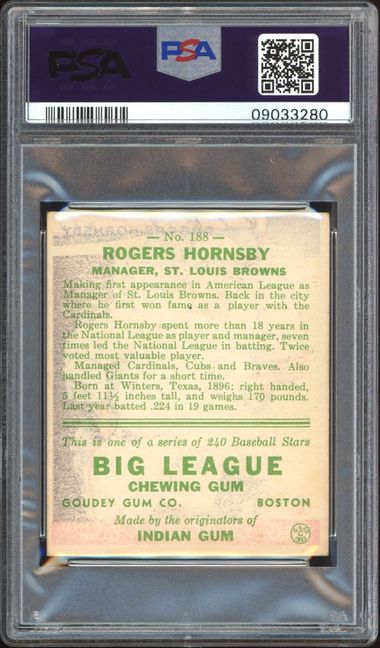 PSA
PSA
09033280
— No. 188 —
ROGERS HORNSBY
MANAGER, ST. LOUIS BROWNS
Making first appearance in American League as
Manager of St. Louis Browns. Back in the city
where he first won fame as a player with the
Cardinals.
Rogers Hornsby spent more than 18 years in
the National League as player and manager, seven
times led the National League in batting. Twice
voted most valuable player.
Managed Cardinals, Cubs and Braves. Also
handled Giants for a short time.
Born at Winters, Texas, 1896; right handed,
5 feet 11½ inches tall, and weighs 170 pounds.
Last year batted .224 in 19 games.
This is one of a series of 240 Baseball Stars
BIG LEAGUE
CHEWING GUM
GOUDEY GUM CO. BOSTON
Made by the originators of
INDIAN GUM